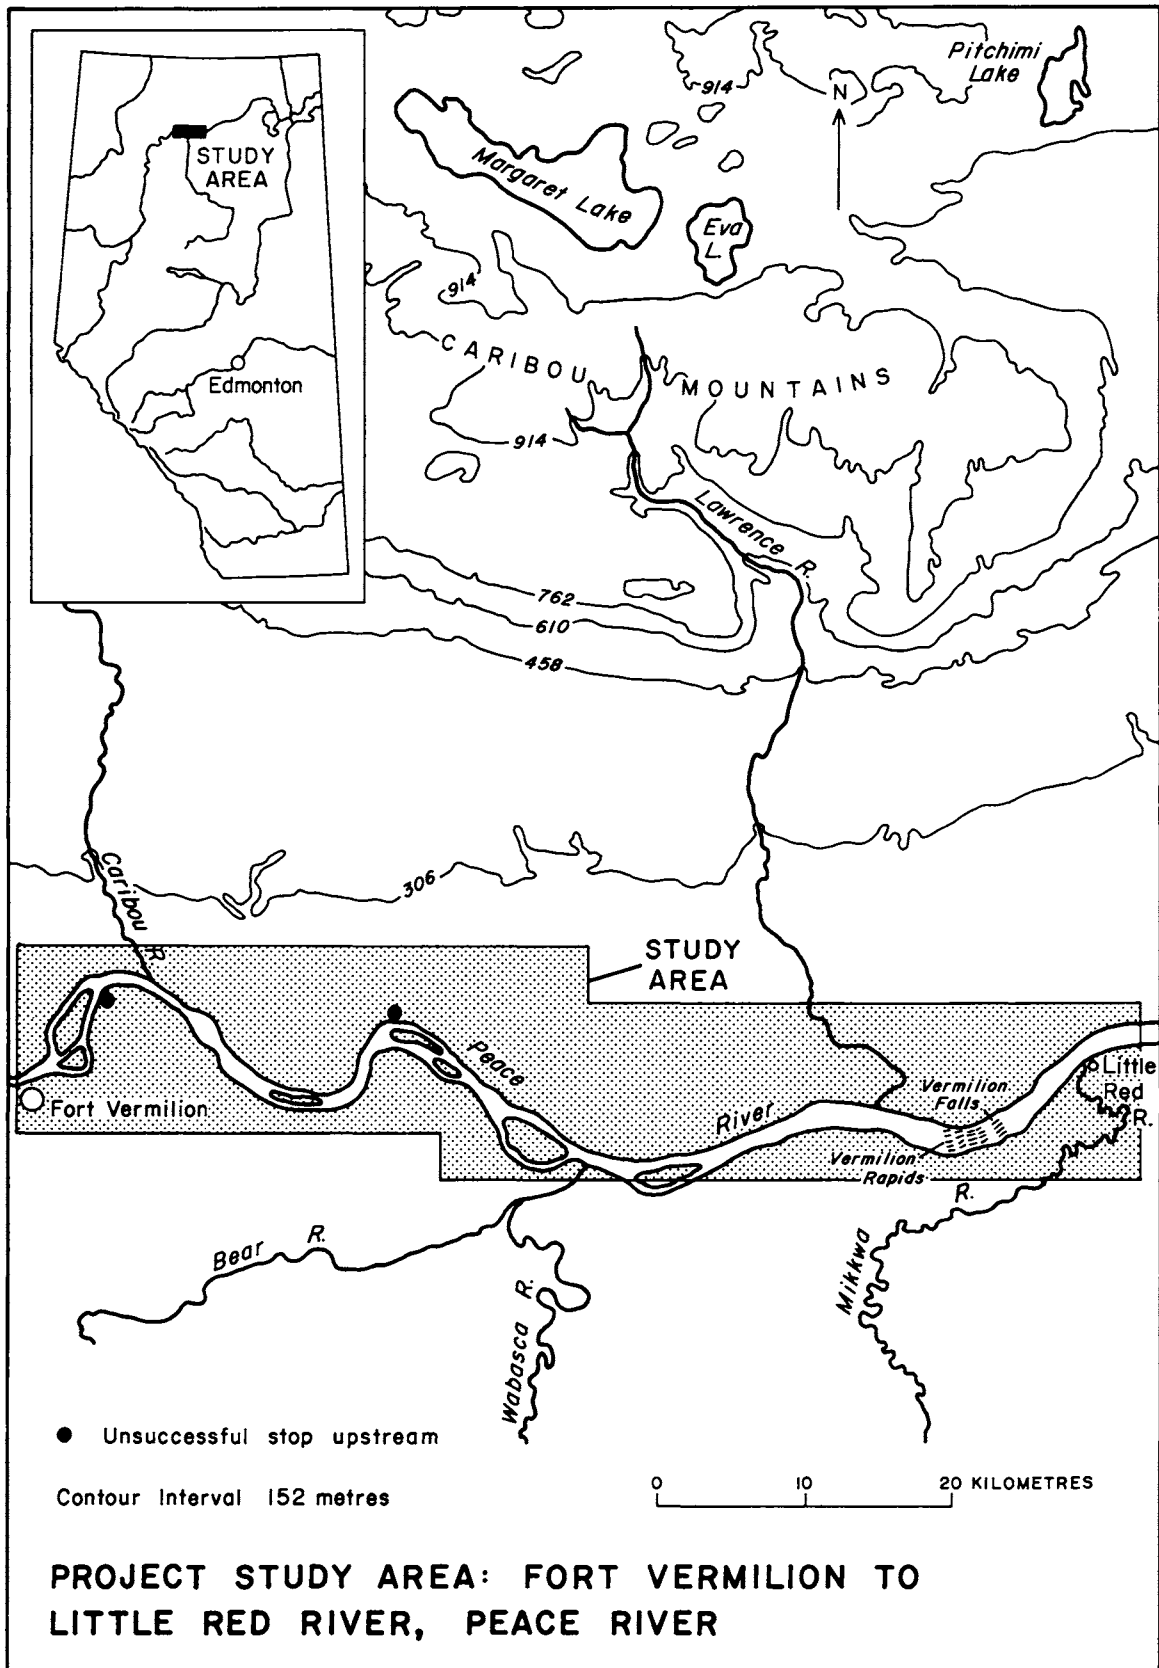 Pitchimi
Lake
914
N
STUDY
AREA
Margaret Lake
Eva
L.
914
CARIBOU MOUNTAINS
Edmonton
914
Lawrence R.
762
610
458
306
Caribou R.
STUDY
AREA
Peace River
Fort Vermilion
Vermilion
Falls
Little
Red
R.
Vermilion
Rapids
Bear R.
Wabasca R.
Mikkwa R.
Unsuccessful stop upstream
Contour Interval 152 metres
0 10 20 KILOMETRES
PROJECT STUDY AREA: FORT VERMILION TO
LITTLE RED RIVER, PEACE RIVER